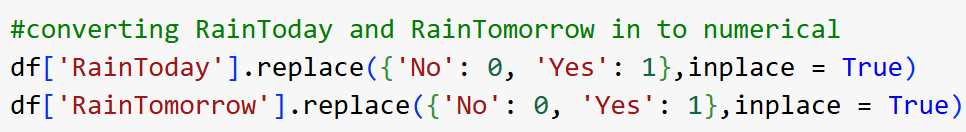 #converting RainToday and RainTomorrow in to numerical
df['RainToday'].replace({'No': 0, 'Yes': 1},inplace = True)
df['RainTomorrow'].replace({'No': 0, 'Yes': 1},inplace = True)